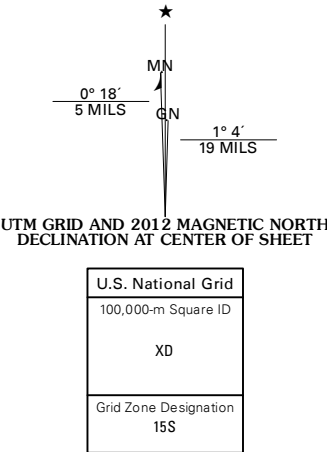 ★
MN
0° 18´
5 MILS
GN
1° 4´
19 MILS
UTM GRID AND 2012 MAGNETIC NORTH
DECLINATION AT CENTER OF SHEET
U.S. National Grid
100,000-m Square ID
XD
Grid Zone Designation
15S